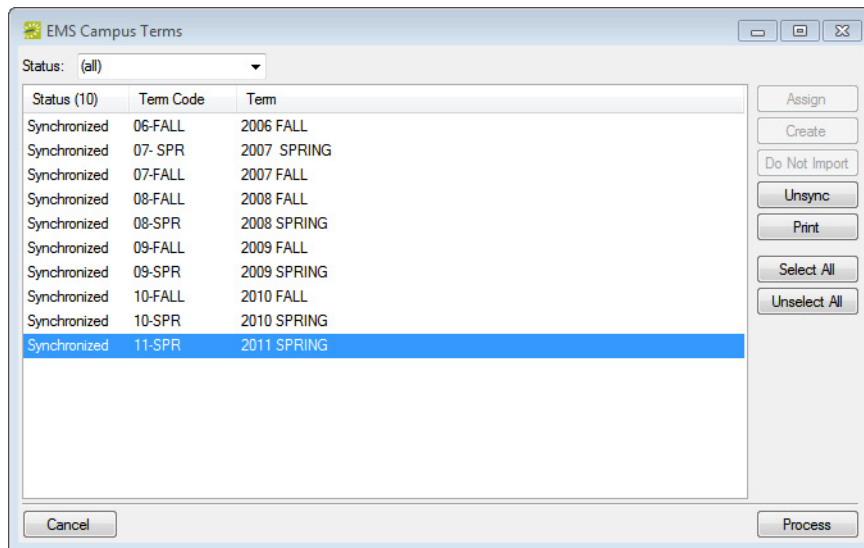 EMS Campus Terms
Status: (all)
Status (10) Term Code Term
Synchronized 06-FALL 2006 FALL
Synchronized 07- SPR 2007  SPRING
Synchronized 07-FALL 2007 FALL
Synchronized 08-FALL 2008 FALL
Synchronized 08-SPR 2008 SPRING
Synchronized 09-FALL 2009 FALL
Synchronized 09-SPR 2009 SPRING
Synchronized 10-FALL 2010 FALL
Synchronized 10-SPR 2010 SPRING
Synchronized 11-SPR 2011 SPRING
Assign
Create
Do Not Import
Unsync
Print
Select All
Unselect All
Cancel
Process